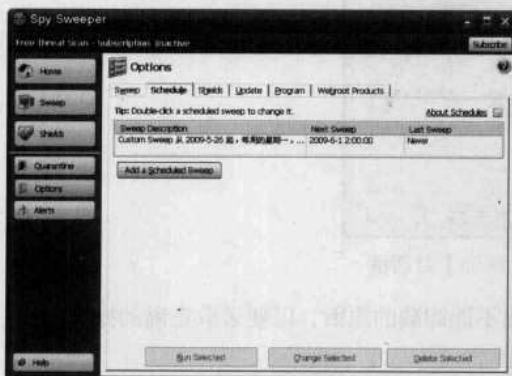 Spy Sweeper
Free threat scan - subscription inactive
Subscribe
Home
Sweep
Shields
Quarantine
Options
Alerts
Help
Options
Sweep Schedule Shields Update Program Webroot Products
Tip: Double-click a scheduled sweep to change it.
About Schedules
Sweep Description Next Sweep Last Sweep
Custom Sweep 从 2009-5-26 起，每周的星期一，... 2009-6-1 2:00:00 Never
Add a Scheduled Sweep
Run Selected Change Selected Delete Selected